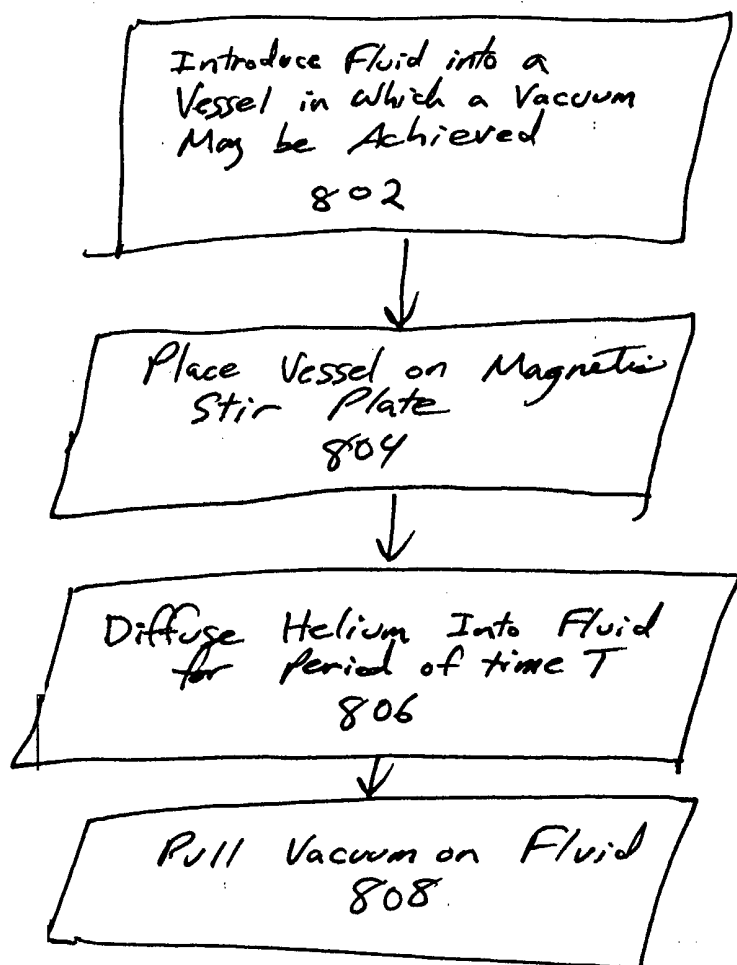 Introduce Fluid into a
Vessel in which a Vacuum
May be Achieved
802
Place Vessel on Magnetic
Stir Plate
804
Diffuse Helium Into Fluid
for Period of time T
806
Pull Vacuum on Fluid
808